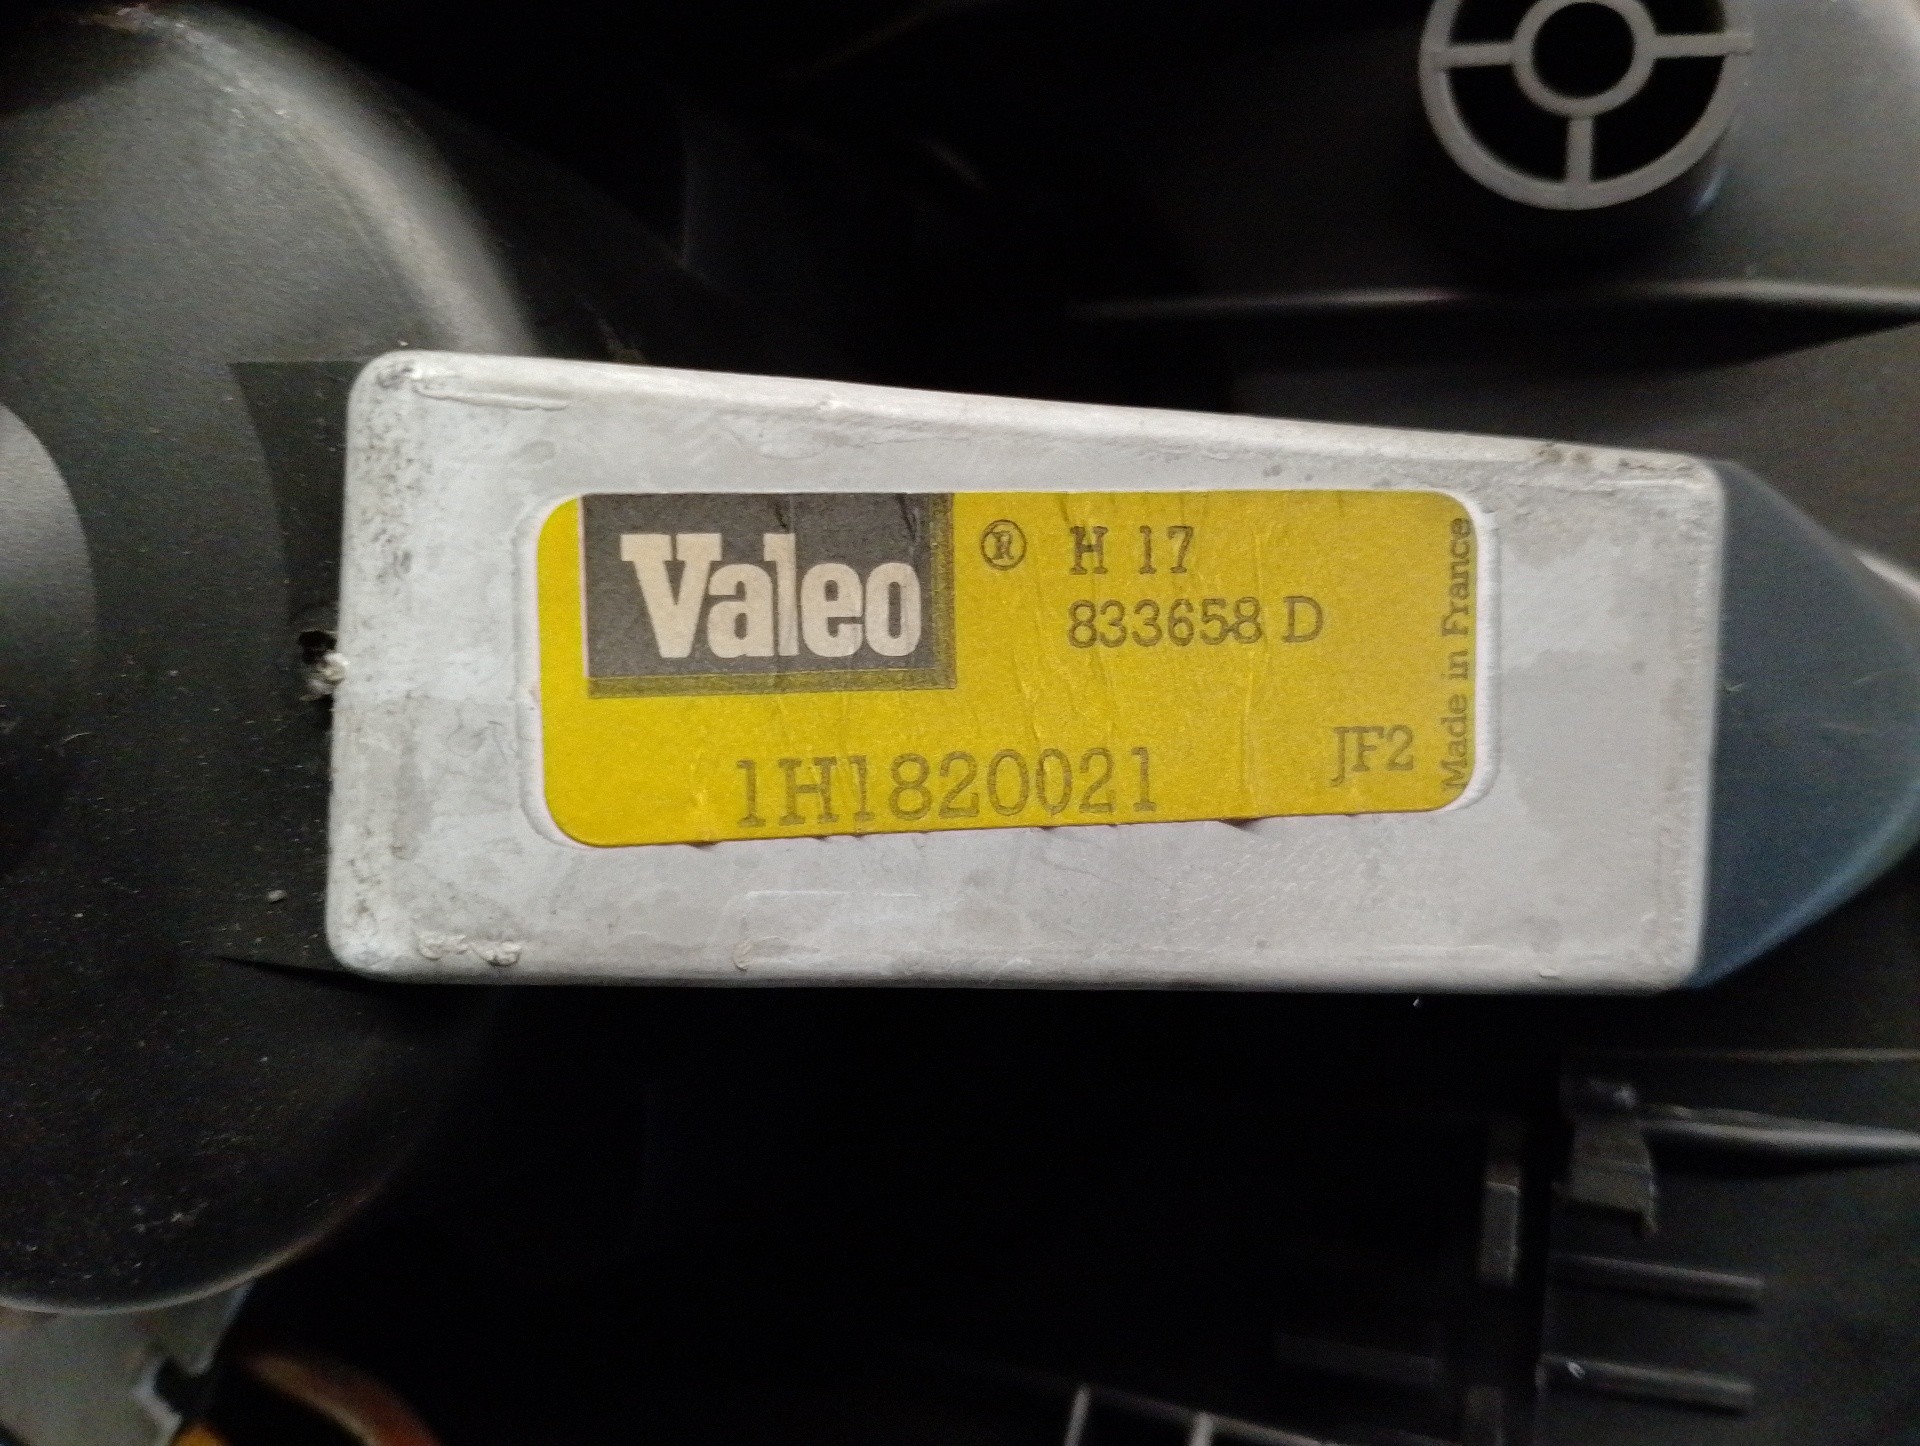 Valeo ® H 17
833658 D
1H1820021 JF2
Made in France